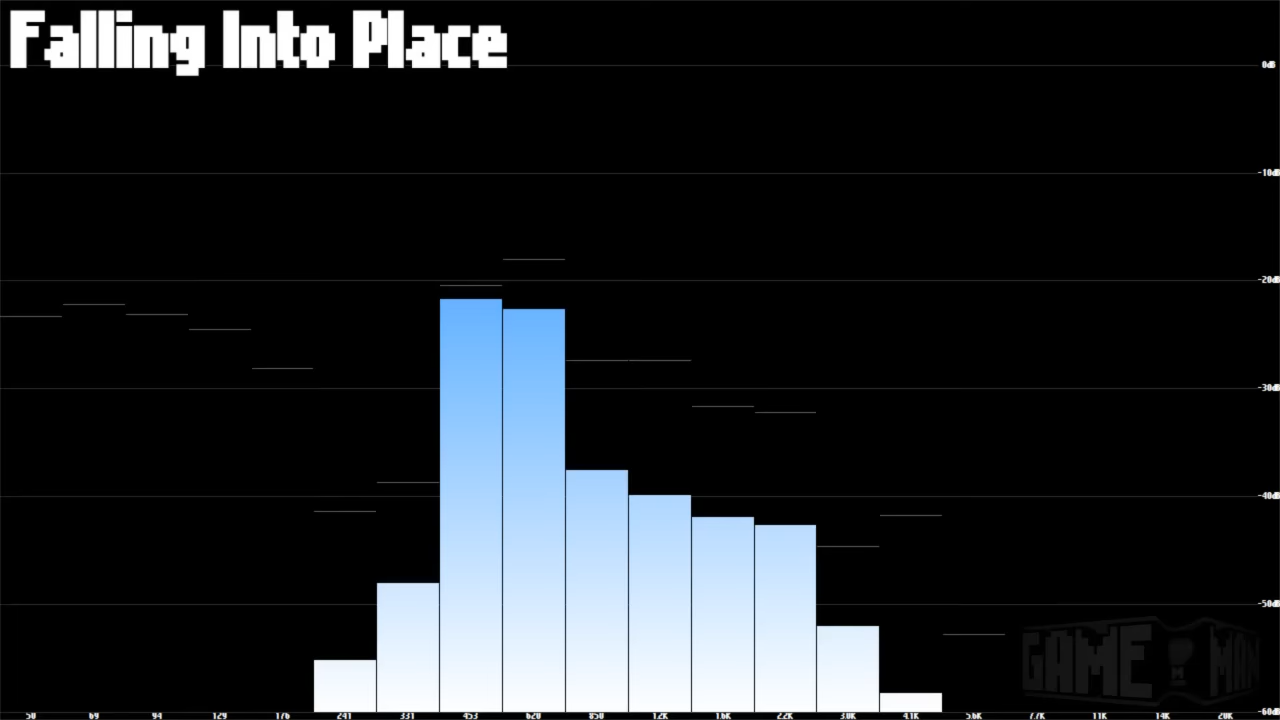 Falling Into Place
0dB
-10dB
-20dB
-30dB
-40dB
-50dB
-60dB
GAME MAN
50 69 94 129 176 241 331 453 620 850 1.2K 1.6K 2.2K 3.0K 4.1K 5.6K 7.7K 11K 14K 20K